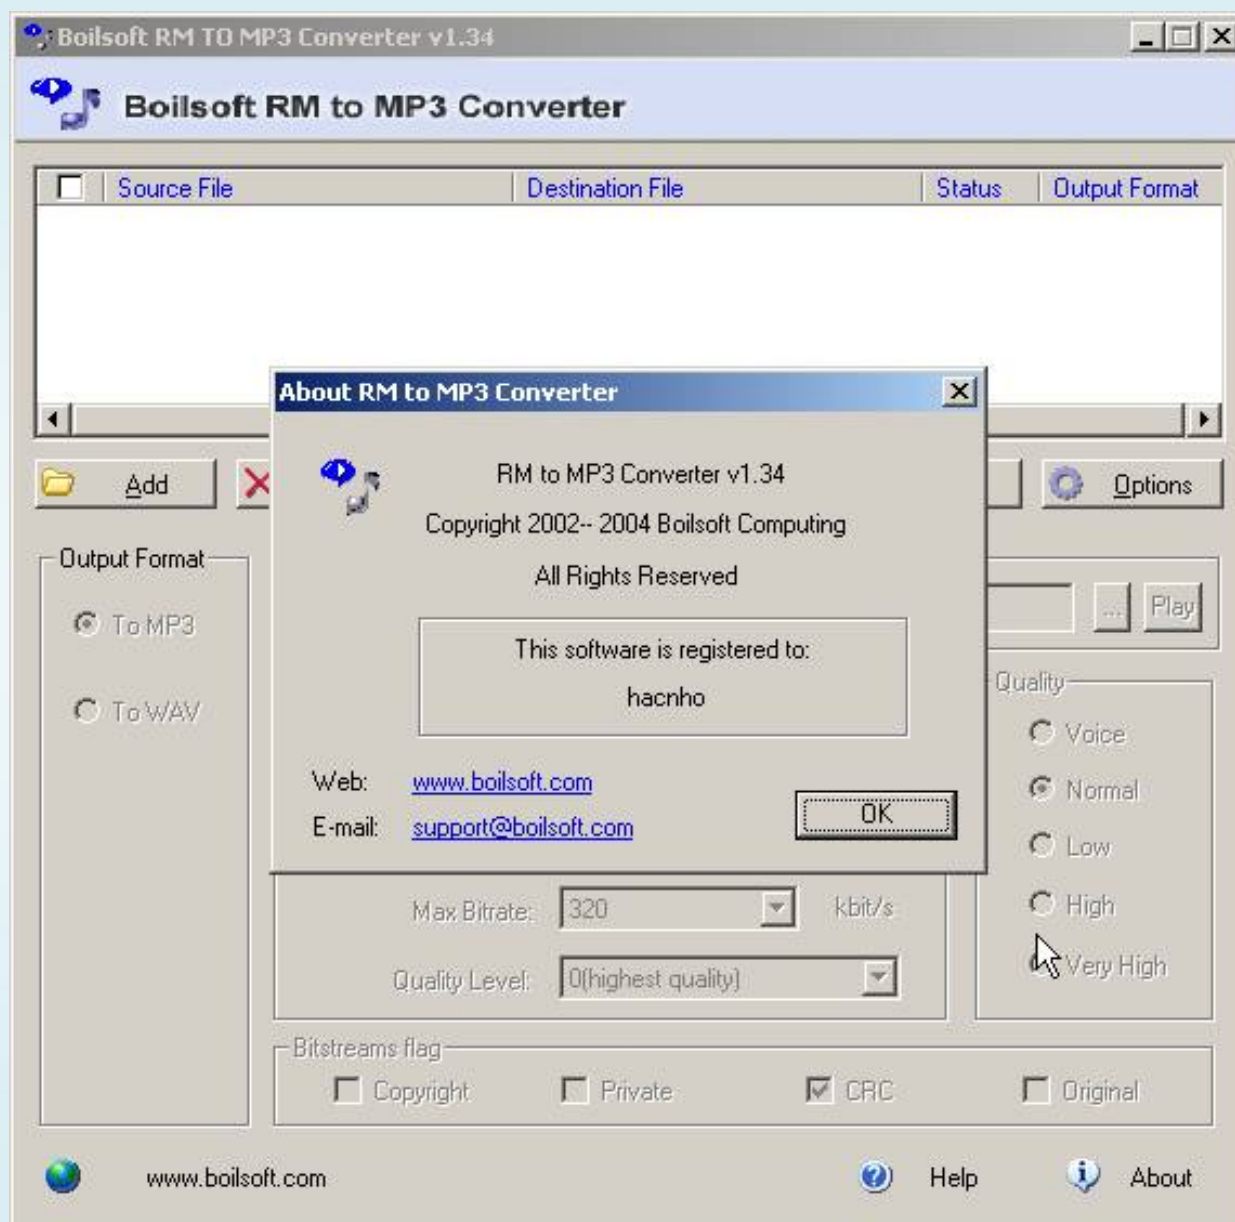 Boilsoft RM TO MP3 Converter v1.34
Boilsoft RM to MP3 Converter
Source File Destination File Status Output Format
About RM to MP3 Converter
RM to MP3 Converter v1.34
Copyright 2002-- 2004 Boilsoft Computing
All Rights Reserved
This software is registered to:
hacnho
Web: www.boilsoft.com
E-mail: support@boilsoft.com
OK
Add
Options
Output Format
To MP3
To WAV
... Play
Quality
Voice
Normal
Low
High
Very High
Max Bitrate: 320 kbit/s
Quality Level: 0(highest quality)
Bitstreams flag
Copyright Private CRC Original
www.boilsoft.com Help About